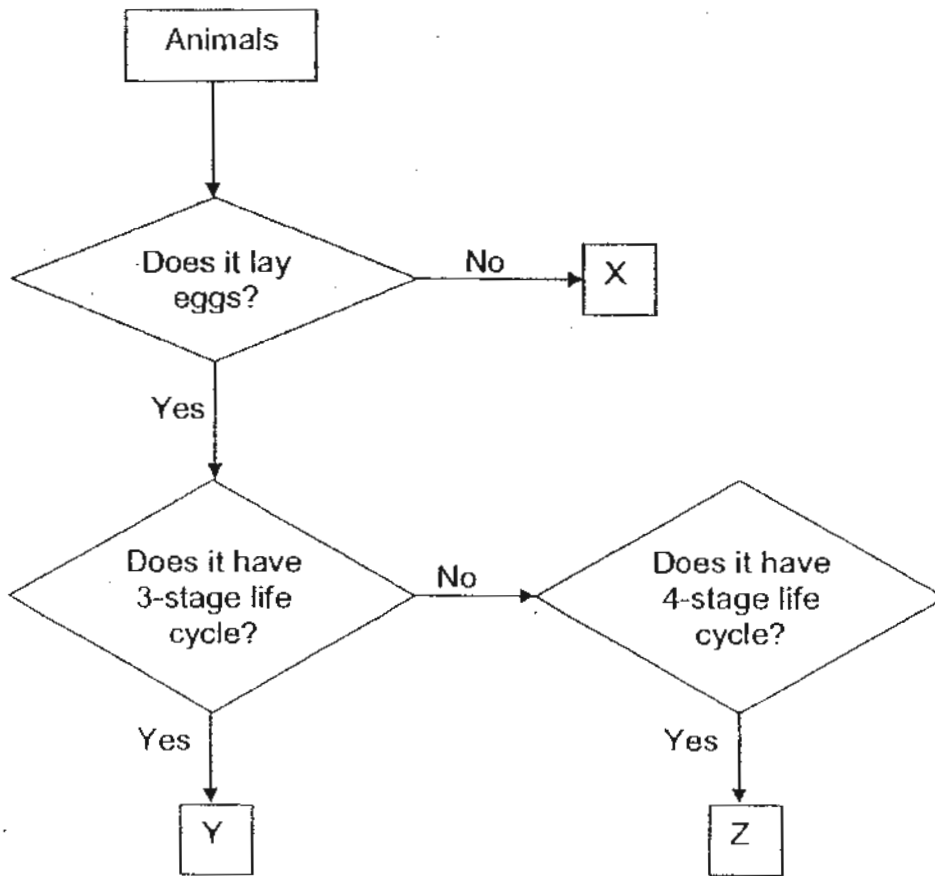 Animals
Does it lay
eggs?
No
X
Yes
Does it have
3-stage life
cycle?
No
Does it have
4-stage life
cycle?
Yes
Yes
Y
Z